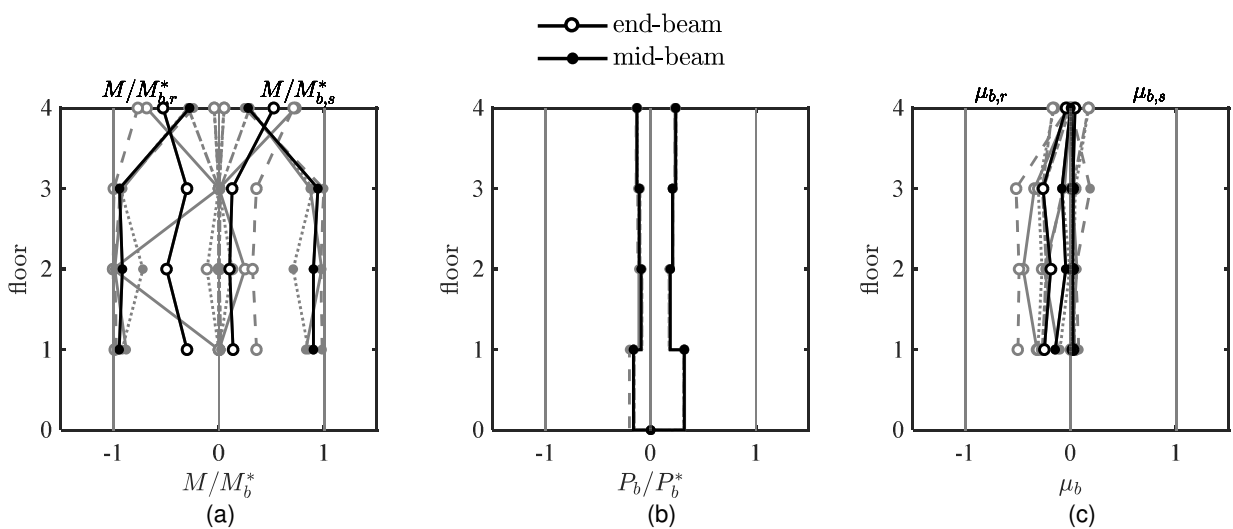 end-beam
mid-beam
M/M*b,r M/M*b,s
4
3
2
1
0
floor
-1 0 1
M/M*b
(a)
4
3
2
1
0
floor
-1 0 1
Pb/P*b
(b)
μb,r μb,s
4
3
2
1
0
floor
-1 0 1
μb
(c)